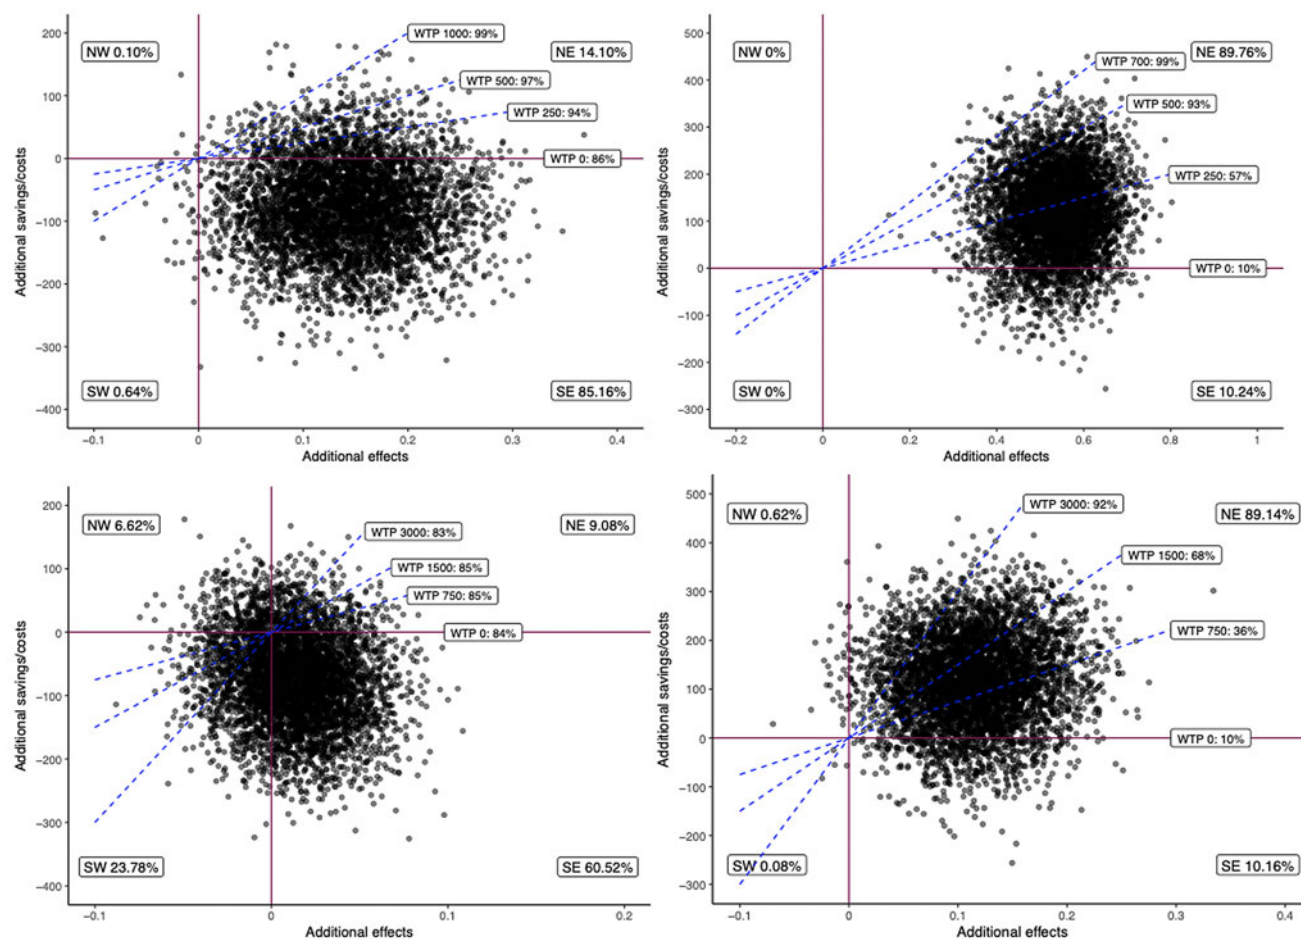 200
NW 0.10%
WTP 1000: 99%
NE 14.10%
100
WTP 500: 97%
WTP 250: 94%
0
WTP 0: 86%
−100
−200
−300
SW 0.64%
SE 85.16%
−400
−0.1
0
0.1
0.2
0.3
0.4
Additional effects
Additional savings/costs
500
NW 0%
NE 89.76%
WTP 700: 99%
400
WTP 500: 93%
300
200
WTP 250: 57%
100
0
WTP 0: 10%
−100
−200
SW 0%
SE 10.24%
−300
−0.2
0
0.2
0.4
0.6
0.8
1
Additional effects
Additional savings/costs
200
NW 6.62%
WTP 3000: 83%
NE 9.08%
100
WTP 1500: 85%
WTP 750: 85%
0
WTP 0: 84%
−100
−200
−300
SW 23.78%
SE 60.52%
−400
−0.1
0
0.1
0.2
Additional effects
Additional savings/costs
500
NW 0.62%
WTP 3000: 92%
NE 89.14%
400
WTP 1500: 68%
300
200
WTP 750: 36%
100
0
WTP 0: 10%
−100
−200
SW 0.08%
SE 10.16%
−300
−0.1
0
0.1
0.2
0.3
0.4
Additional effects
Additional savings/costs